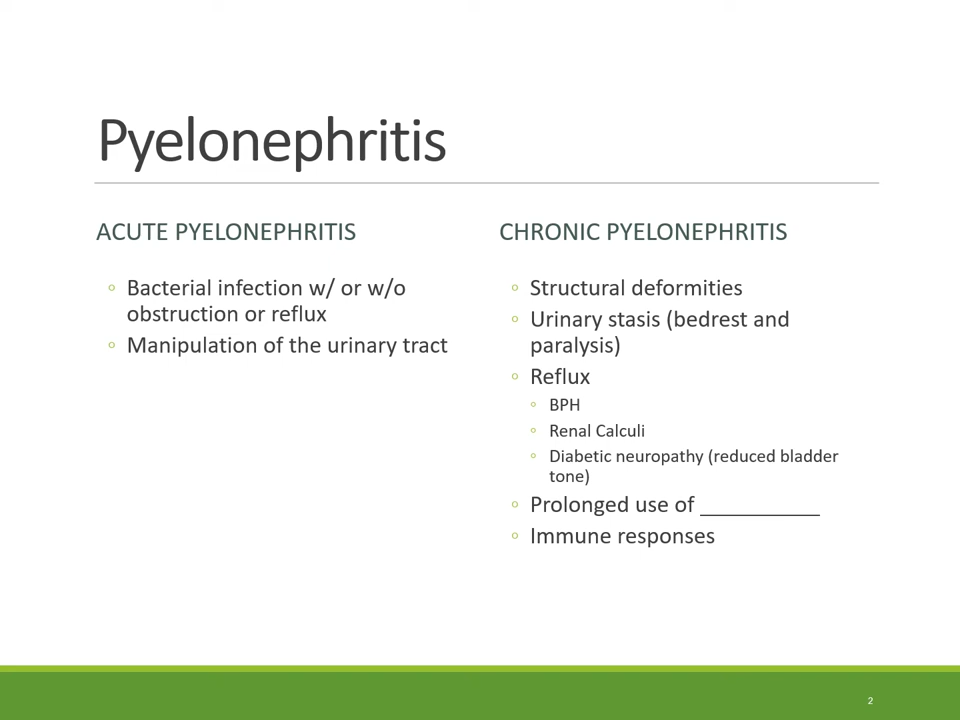 Pyelonephritis
ACUTE PYELONEPHRITIS
◦ Bacterial infection w/ or w/o
obstruction or reflux
◦ Manipulation of the urinary tract
CHRONIC PYELONEPHRITIS
◦ Structural deformities
◦ Urinary stasis (bedrest and
paralysis)
◦ Reflux
◦ BPH
◦ Renal Calculi
◦ Diabetic neuropathy (reduced bladder
tone)
◦ Prolonged use of __________
◦ Immune responses
2